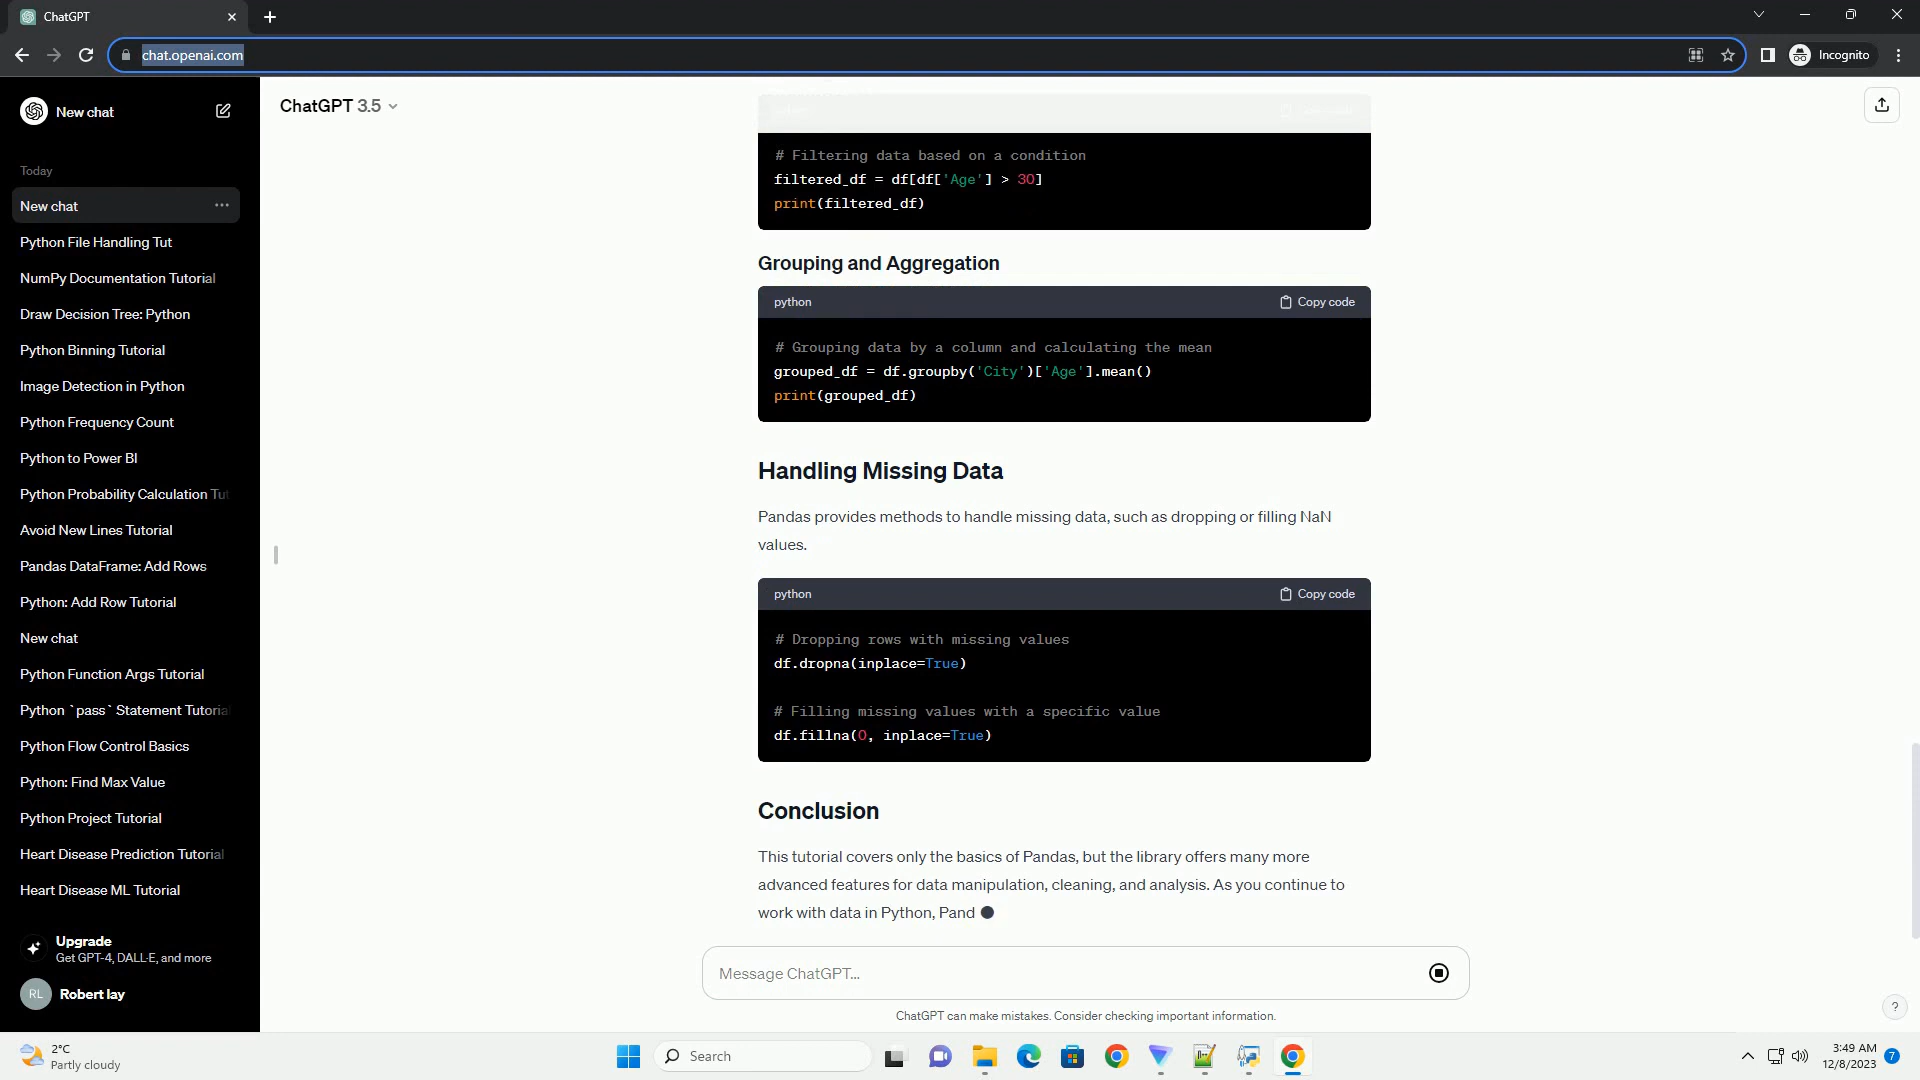 ChatGPT
chat.openai.com
Incognito
New chat
Today
New chat
Python File Handling Tut
NumPy Documentation Tutorial
Draw Decision Tree: Python
Python Binning Tutorial
Image Detection in Python
Python Frequency Count
Python to Power BI
Python Probability Calculation Tut
Avoid New Lines Tutorial
Pandas DataFrame: Add Rows
Python: Add Row Tutorial
New chat
Python Function Args Tutorial
Python `pass` Statement Tutorial
Python Flow Control Basics
Python: Find Max Value
Python Project Tutorial
Heart Disease Prediction Tutorial
Heart Disease ML Tutorial
Upgrade
Get GPT-4, DALL·E, and more
RL
Robert lay
ChatGPT 3.5
# Filtering data based on a condition
filtered_df = df[df['Age'] > 30]
print(filtered_df)
Grouping and Aggregation
python Copy code
# Grouping data by a column and calculating the mean
grouped_df = df.groupby('City')['Age'].mean()
print(grouped_df)
Handling Missing Data
Pandas provides methods to handle missing data, such as dropping or filling NaN
values.
python Copy code
# Dropping rows with missing values
df.dropna(inplace=True)
# Filling missing values with a specific value
df.fillna(0, inplace=True)
Conclusion
This tutorial covers only the basics of Pandas, but the library offers many more
advanced features for data manipulation, cleaning, and analysis. As you continue to
work with data in Python, Pand
Message ChatGPT...
ChatGPT can make mistakes. Consider checking important information.
?
2°C
Partly cloudy
Search
3:49 AM
12/8/2023
7